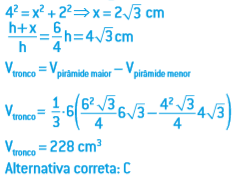 4² = x² + 2² ⇒ x = 2√3 cm
(h+x)/h = 6/4 h = 4√3 cm
V_tronco = V_pirâmide maior − V_pirâmide menor
V_tronco = 1/3 · 6(6²√3/4 6√3 − 4²√3/4 4√3)
V_tronco = 228 cm³
Alternativa correta: C